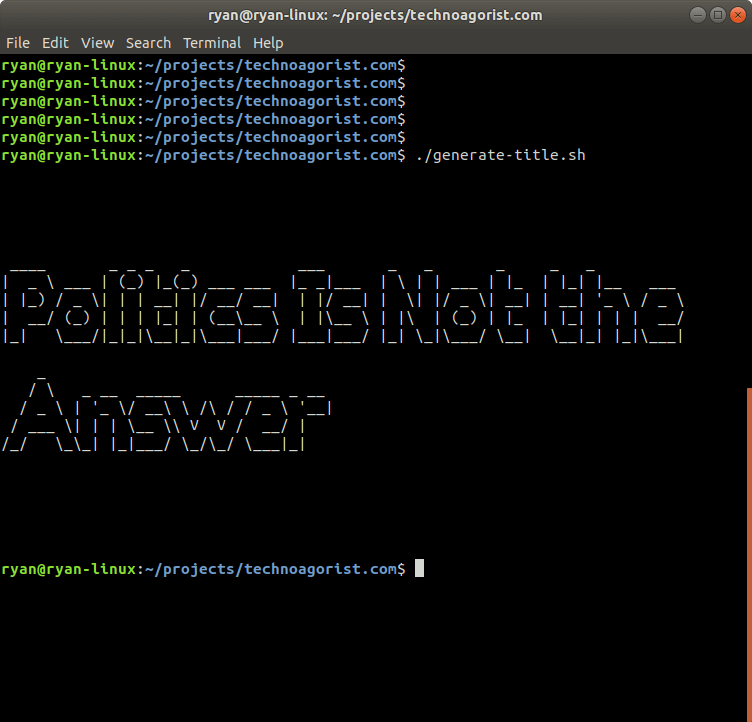 ryan@ryan-linux: ~/projects/technoagorist.com
File Edit View Search Terminal Help
ryan@ryan-linux:~/projects/technoagorist.com$
ryan@ryan-linux:~/projects/technoagorist.com$
ryan@ryan-linux:~/projects/technoagorist.com$
ryan@ryan-linux:~/projects/technoagorist.com$
ryan@ryan-linux:~/projects/technoagorist.com$
ryan@ryan-linux:~/projects/technoagorist.com$ ./generate-title.sh
Politics Is Not the
Answer
ryan@ryan-linux:~/projects/technoagorist.com$